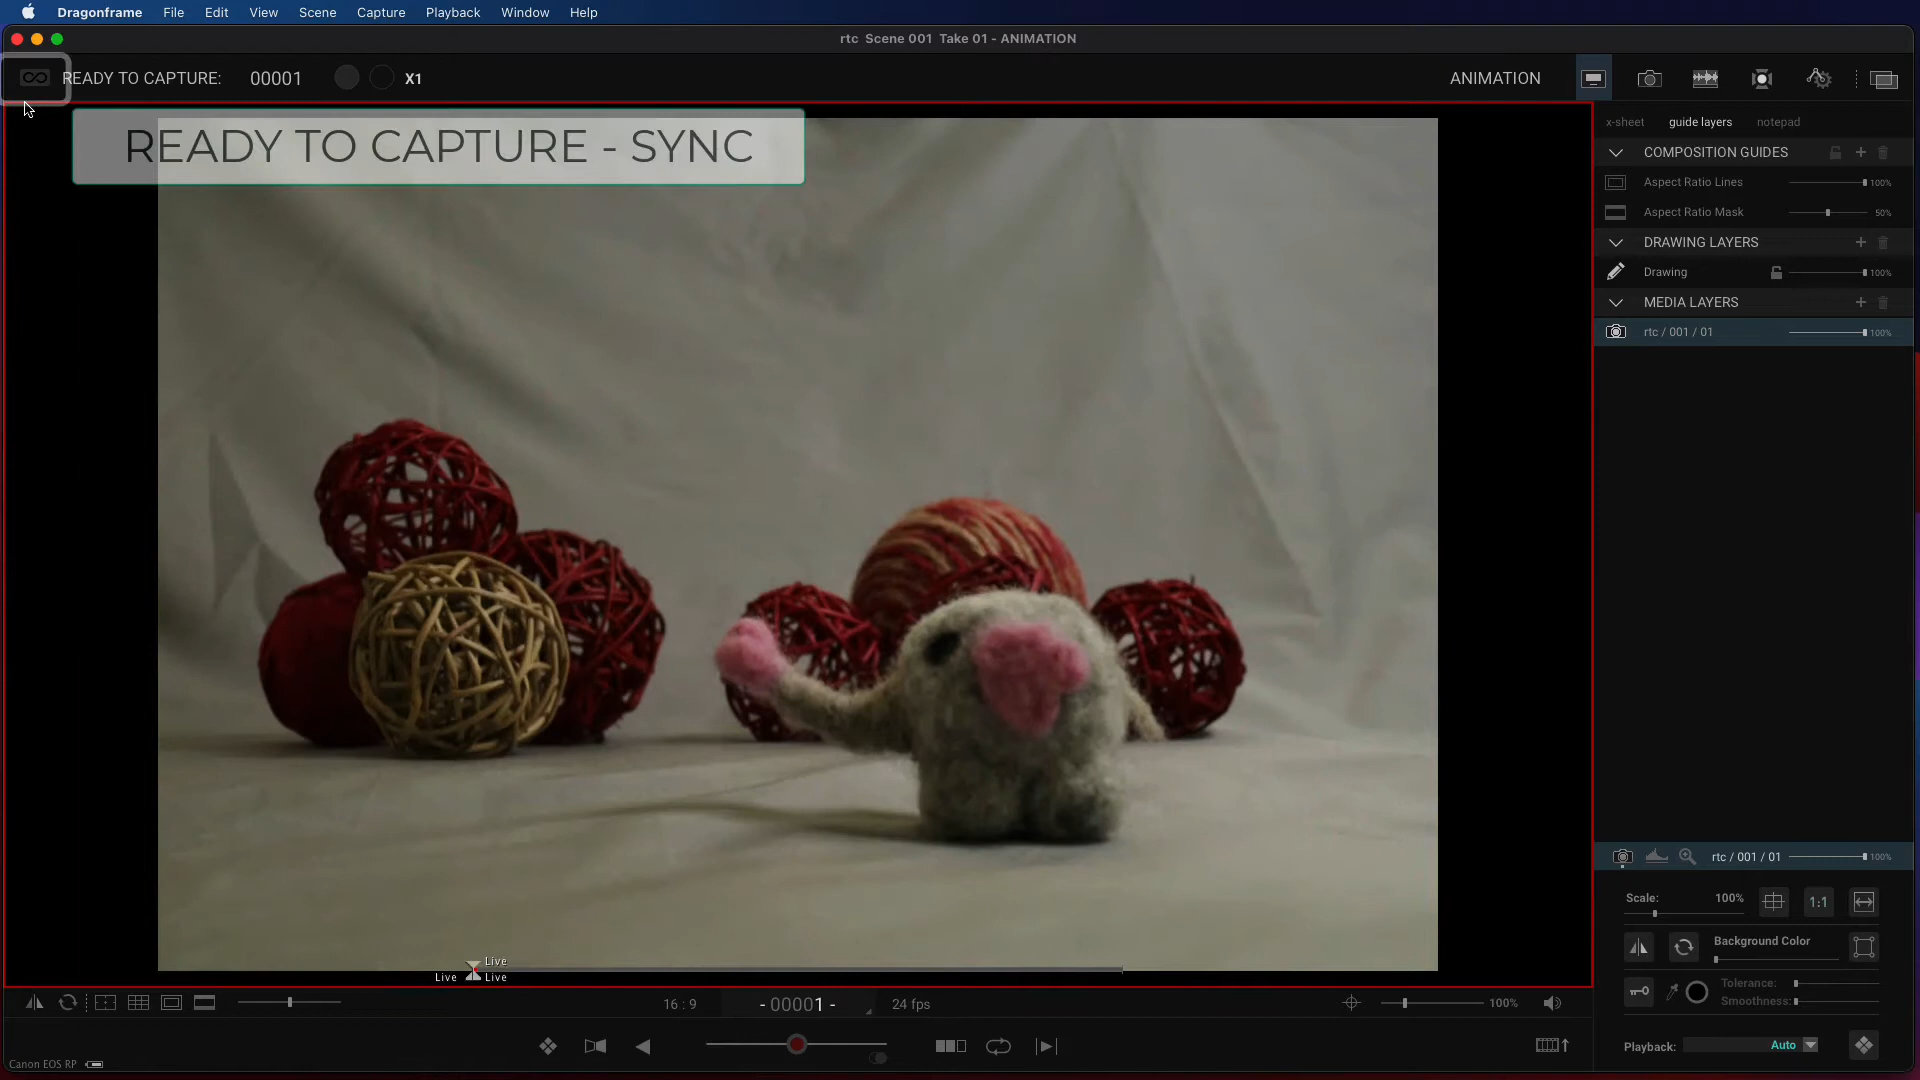 Dragonframe File Edit View Scene Capture Playback Window Help
rtc Scene 001 Take 01 - ANIMATION
READY TO CAPTURE: 00001 X1 ANIMATION
READY TO CAPTURE - SYNC
x-sheet guide layers notepad
COMPOSITION GUIDES
Aspect Ratio Lines 100%
Aspect Ratio Mask 50%
DRAWING LAYERS
Drawing 100%
MEDIA LAYERS
rtc / 001 / 01 100%
rtc / 001 / 01 100%
Scale: 100% 1:1
Background Color
Tolerance:
Smoothness:
Playback: Auto
Live
Live Live
16 : 9 - 00001 - 24 fps 100%
Canon EOS RP